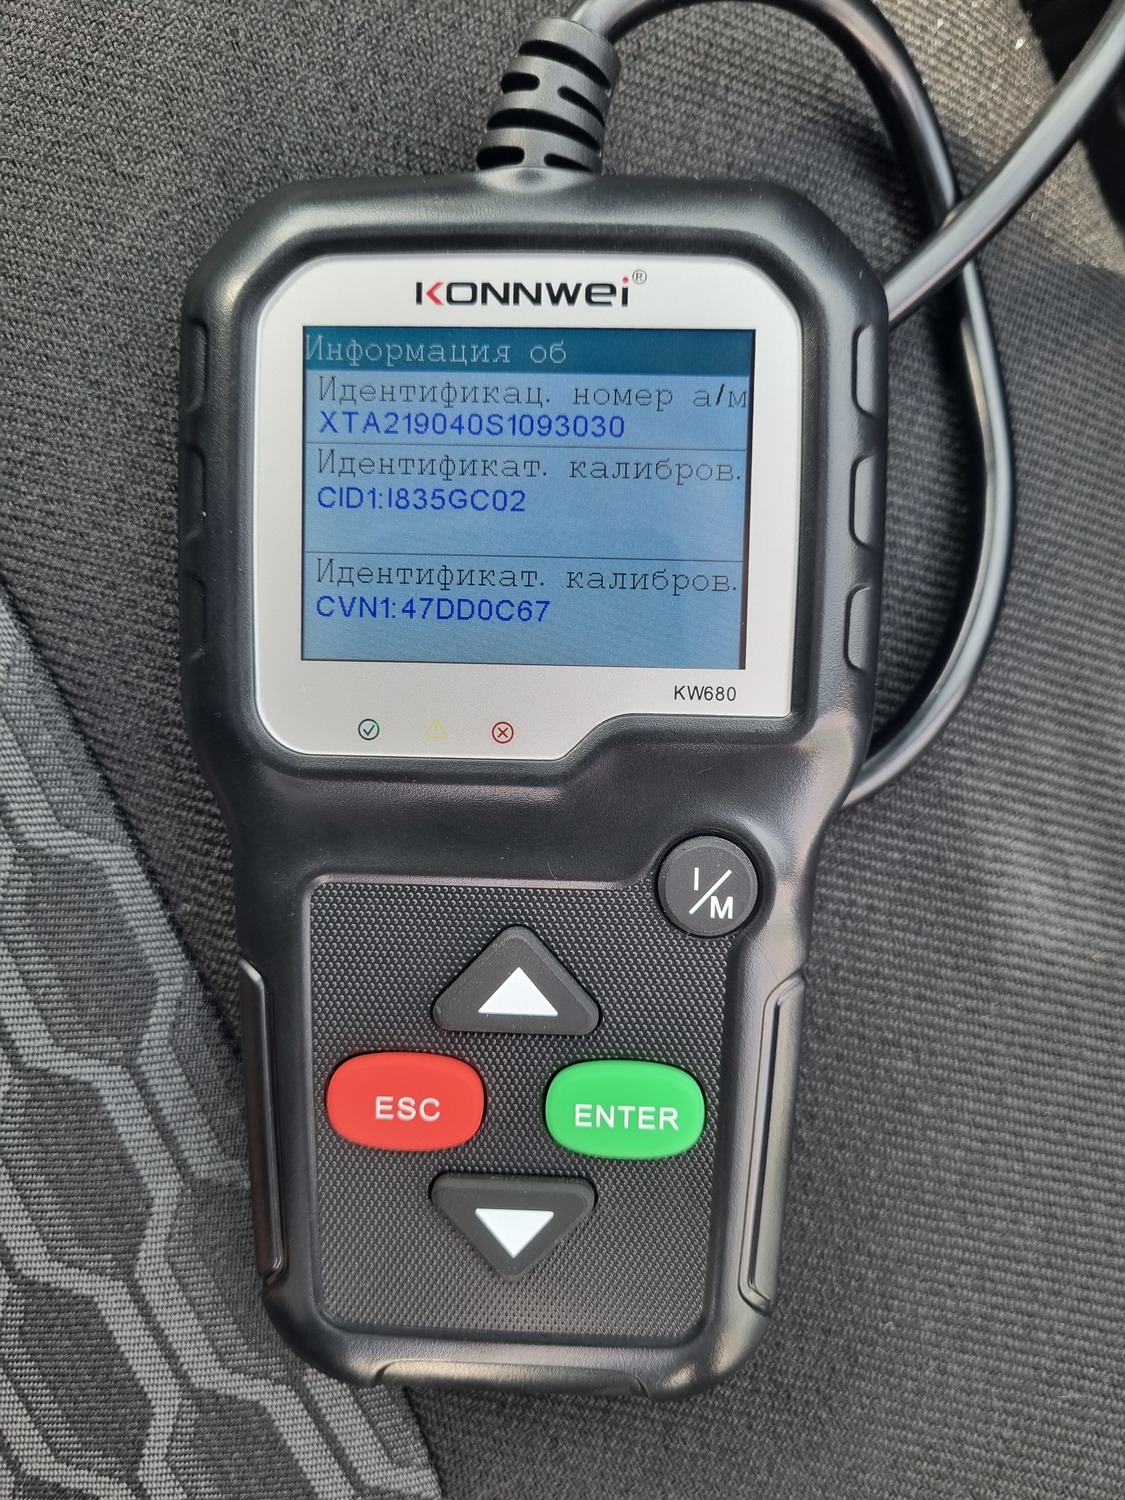 KONNWEI®
Информация об
Идентификац. номер а/м
XTA219040S1093030
Идентификат. калибров.
CID1:I835GC02
Идентификат. калибров.
CVN1:47DD0C67
KW680
I/M
ESC
ENTER